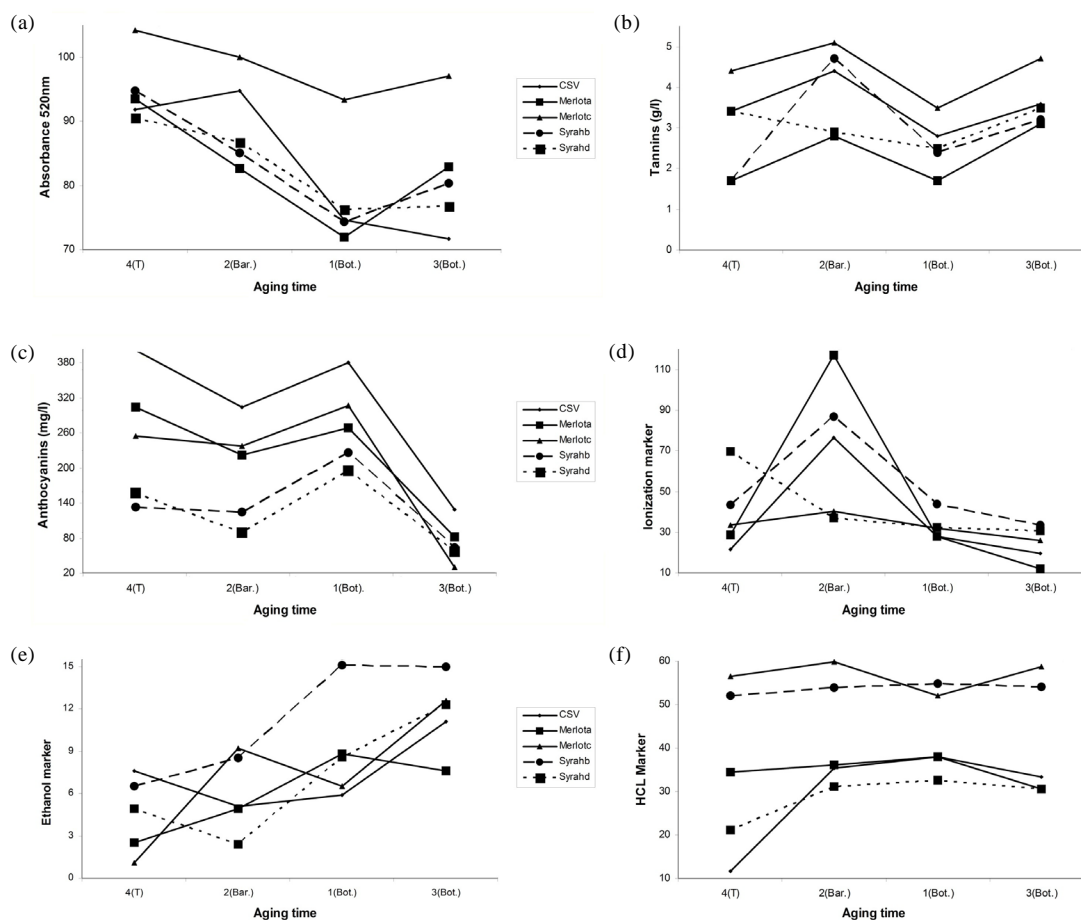 (a)
Absorbance 520nm
100
90
80
70
4(T) 2(Bar.) 1(Bot.) 3(Bot.)
Aging time
CSV
Merlota
Merlotc
Syrahb
Syrahd
(b)
Tannins (g/l)
5
4
3
2
1
0
4(T) 2(Bar.) 1(Bot.) 3(Bot.)
Aging time
(c)
Anthocyanins (mg/l)
380
320
260
200
140
80
20
4(T) 2(Bar.) 1(Bot). 3(Bot.)
Aging time
CSV
Merlota
Merlotc
Syrahb
Syrahd
(d)
Ionization marker
110
90
70
50
30
10
4(T) 2(Bar.) 1(Bot.) 3(Bot.)
Aging time
(e)
Ethanol marker
15
12
9
6
3
0
4(T) 2(Bar.) 1(Bot.) 3(Bot.)
Aging time
CSV
Merlota
Merlotc
Syrahb
Syrahd
(f)
HCL Marker
60
50
40
30
20
10
4(T) 2(Bar.) 1(Bot.) 3(Bot.)
Aging time